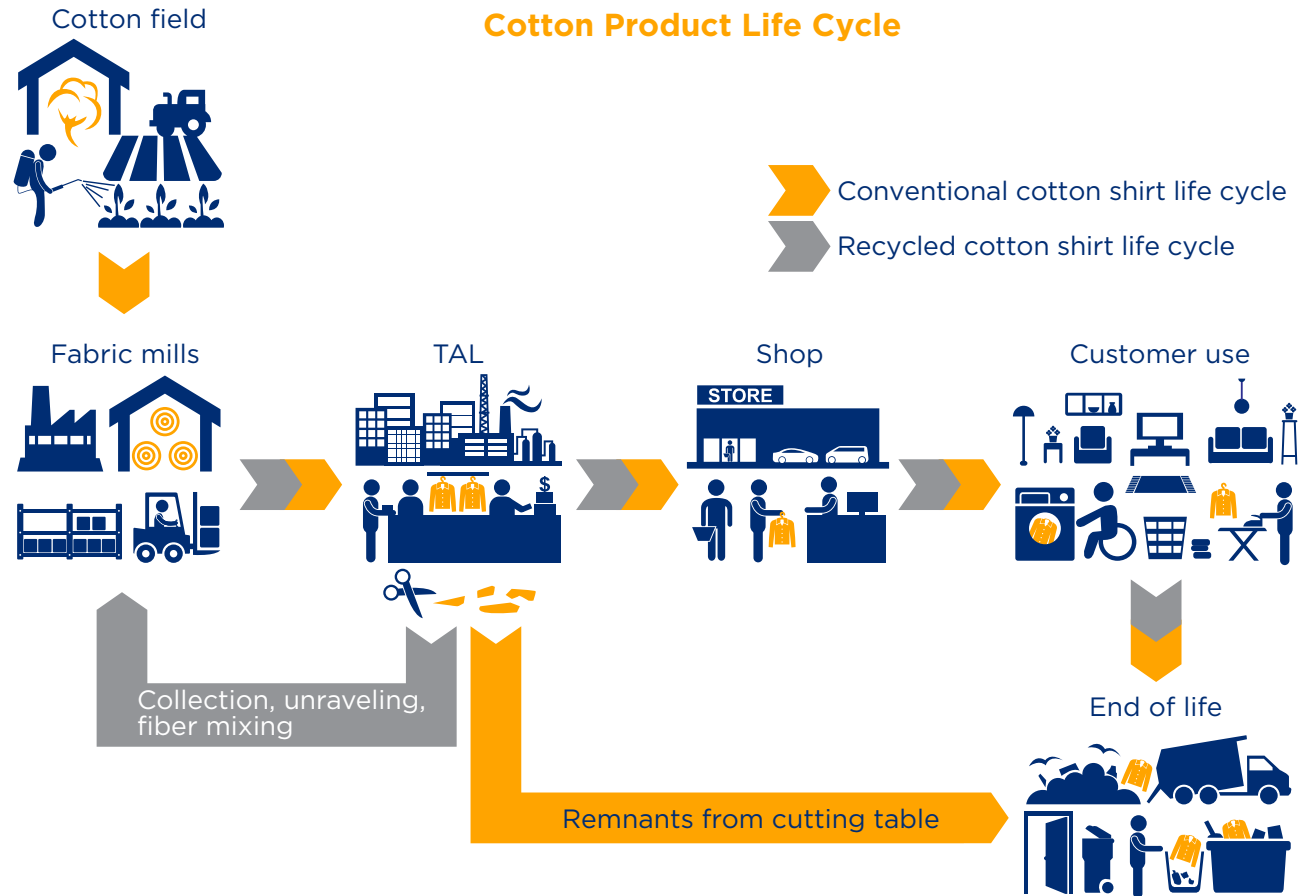 Cotton field
Cotton Product Life Cycle
Conventional cotton shirt life cycle
Recycled cotton shirt life cycle
Fabric mills
TAL
Shop
Customer use
STORE
$
Collection, unraveling,
fiber mixing
End of life
Remnants from cutting table